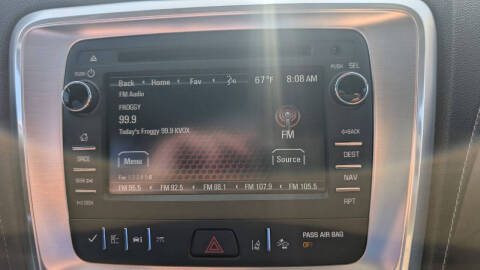 Back Home Fav 67°F 8:08 AM
PUSH
PUSH SEL
FM Audio
FROGGY
99.9
Today's Froggy 99.9 KVOX
FM
BACK
SRCE
DEST
Menu
Source
NAV
FM 95.5 FM 92.5 FM 98.1 FM 107.9 FM 105.5
RPT
PASS AIR BAG
OFF